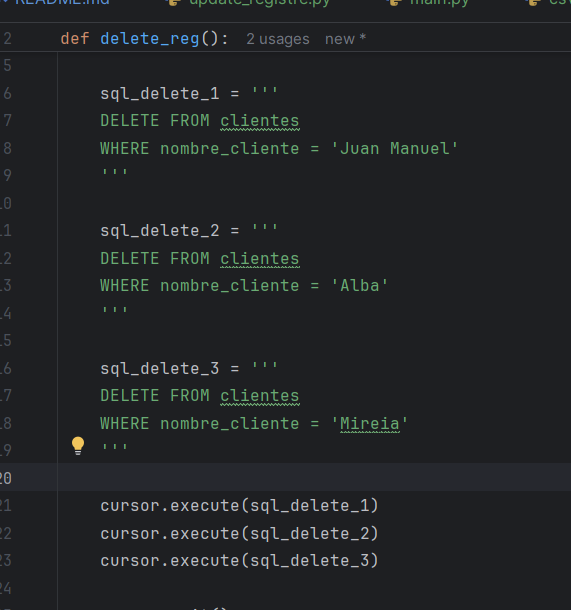 README.md update_registre.py main.py
2 def delete_reg(): 2 usages new *
5
6 sql_delete_1 = '''
7 DELETE FROM clientes
8 WHERE nombre_cliente = 'Juan Manuel'
9 '''
10
11 sql_delete_2 = '''
12 DELETE FROM clientes
13 WHERE nombre_cliente = 'Alba'
14 '''
15
16 sql_delete_3 = '''
17 DELETE FROM clientes
18 WHERE nombre_cliente = 'Mireia'
19 '''
20
21 cursor.execute(sql_delete_1)
22 cursor.execute(sql_delete_2)
23 cursor.execute(sql_delete_3)
24